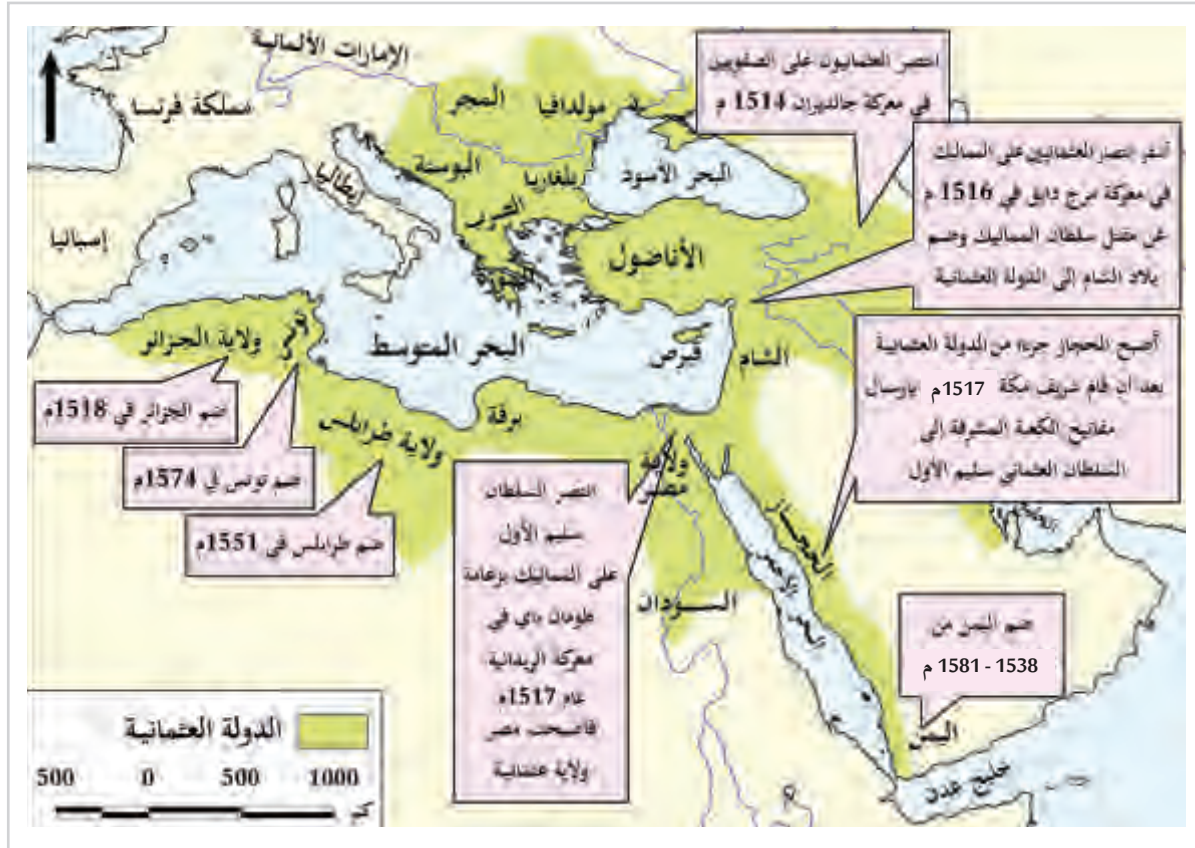 الإمارات الألمانية
مملكة فرنسا
المجر
مولدافيا
انتصر العثمانيون على الصفويين
في معركة جالديران 1514 م
البوسنة
بلغاريا
البحر الأسود
إيطاليا
إسبانيا
الأناضول
أسفر انتصار العثمانيين على المماليك
في معركة مرج دابق في 1516 م
عن مقتل سلطان المماليك وضم
بلاد الشام إلى الدولة العثمانية
ولاية الجزائر
تونس
البحر المتوسط
قبرص
الشام
أصبح الحجاز جزءا من الدولة العثمانية
بعد أن قام شريف مكة 1517م بإرسال
مفاتيح الكعبة المشرفة إلى
السلطان العثماني سليم الأول
ضم الجزائر في 1518م
ضم تونس في 1574م
ضم طرابلس في 1551م
ولاية طرابلس
برقة
ولاية
مصر
انتصر السلطان
سليم الأول
على المماليك بزعامة
طومان باي في
معركة الريدانية
عام 1517م
فأصبحت مصر
ولاية عثمانية
الحجاز
البحر الأحمر
السودان
ضم اليمن من
1538 - 1581 م
اليمن
خليج عدن
الدولة العثمانية
500 0 500 1000
كم